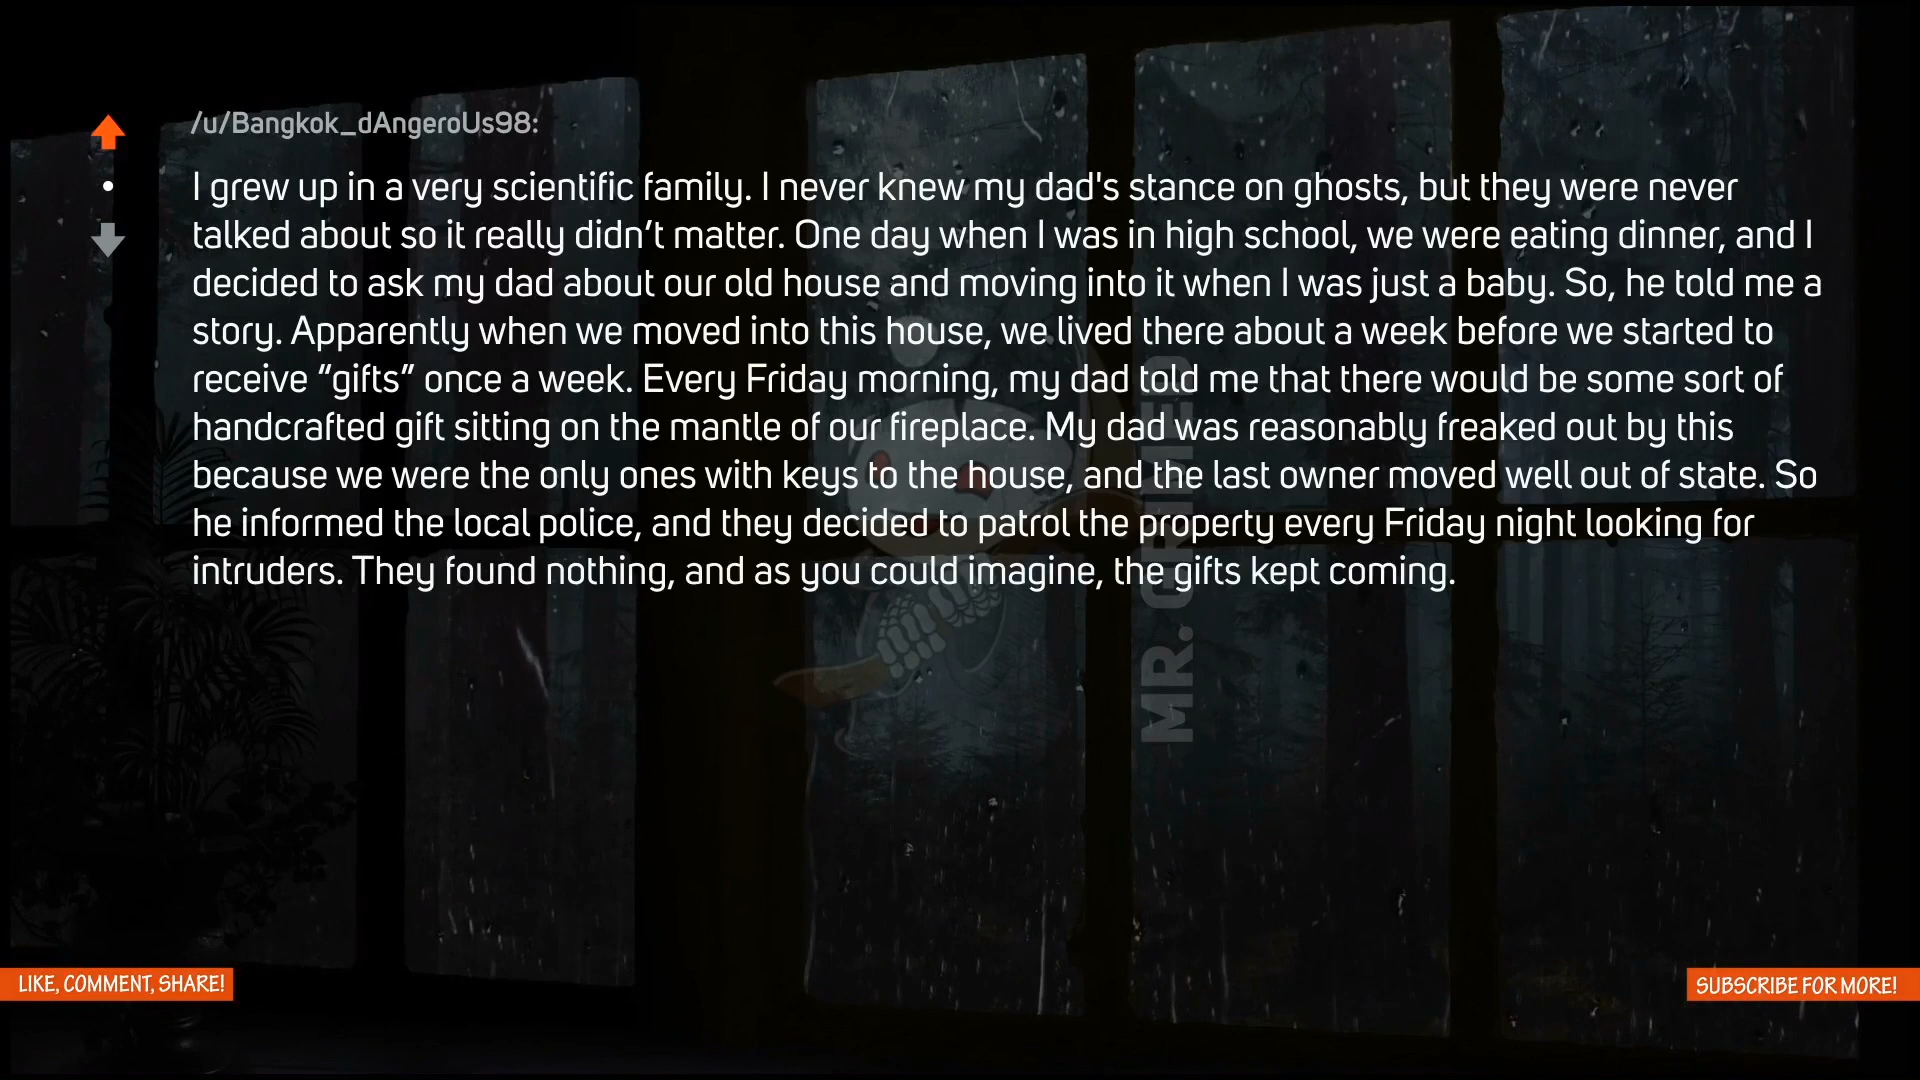 /u/Bangkok_dAngeroUs98:
I grew up in a very scientific family. I never knew my dad's stance on ghosts, but they were never
talked about so it really didn’t matter. One day when I was in high school, we were eating dinner, and I
decided to ask my dad about our old house and moving into it when I was just a baby. So, he told me a
story. Apparently when we moved into this house, we lived there about a week before we started to
receive “gifts” once a week. Every Friday morning, my dad told me that there would be some sort of
handcrafted gift sitting on the mantle of our fireplace. My dad was reasonably freaked out by this
because we were the only ones with keys to the house, and the last owner moved well out of state. So
he informed the local police, and they decided to patrol the property every Friday night looking for
intruders. They found nothing, and as you could imagine, the gifts kept coming.
MR. GRIMED
LIKE, COMMENT, SHARE!
SUBSCRIBE FOR MORE!